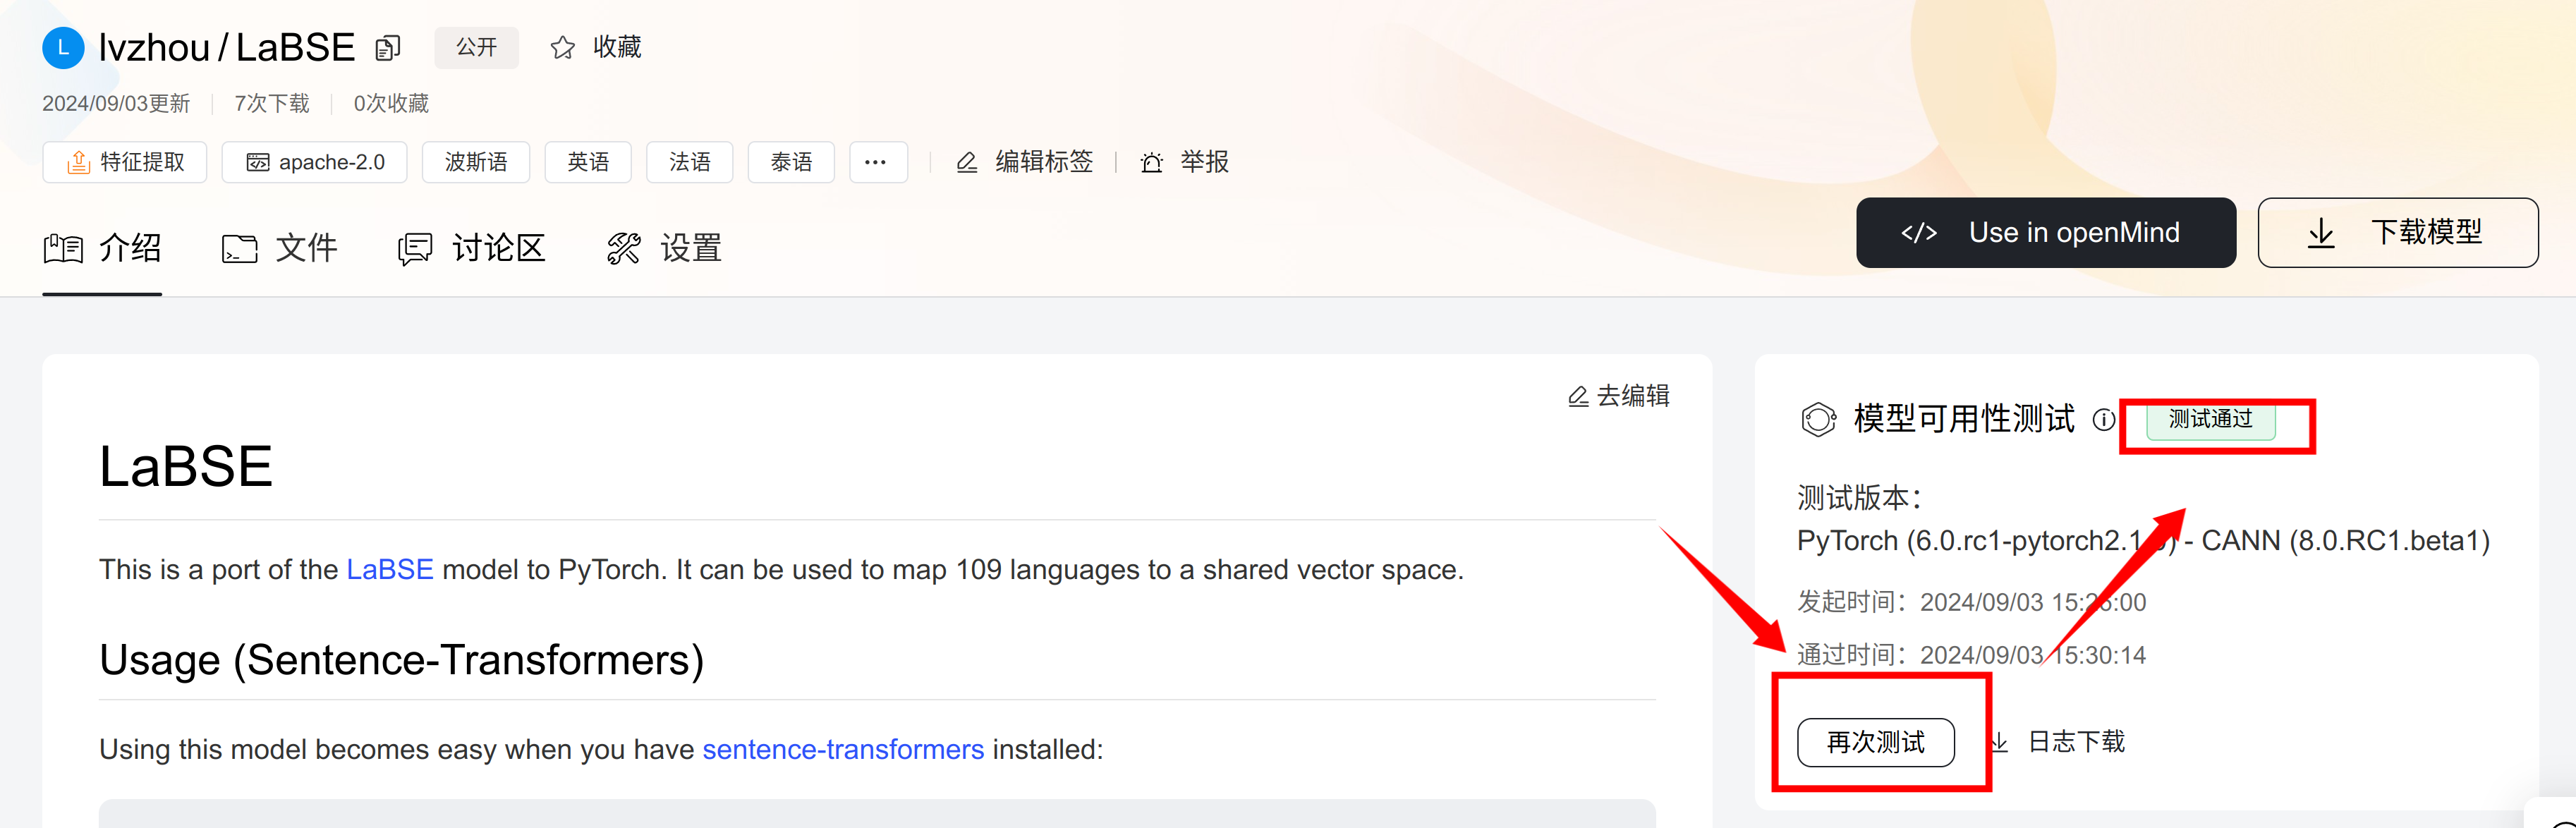 L lvzhou / LaBSE 公开 收藏
2024/09/03更新 7次下载 0次收藏
特征提取 apache-2.0 波斯语 英语 法语 泰语 ··· 编辑标签 举报
介绍 文件 讨论区 设置
</> Use in openMind 下载模型
去编辑
LaBSE
This is a port of the LaBSE model to PyTorch. It can be used to map 109 languages to a shared vector space.
Usage (Sentence-Transformers)
Using this model becomes easy when you have sentence-transformers installed:
模型可用性测试 测试通过
测试版本：
PyTorch (6.0.rc1-pytorch2.1.0) - CANN (8.0.RC1.beta1)
发起时间：2024/09/03 15:26:00
通过时间：2024/09/03 15:30:14
再次测试 日志下载